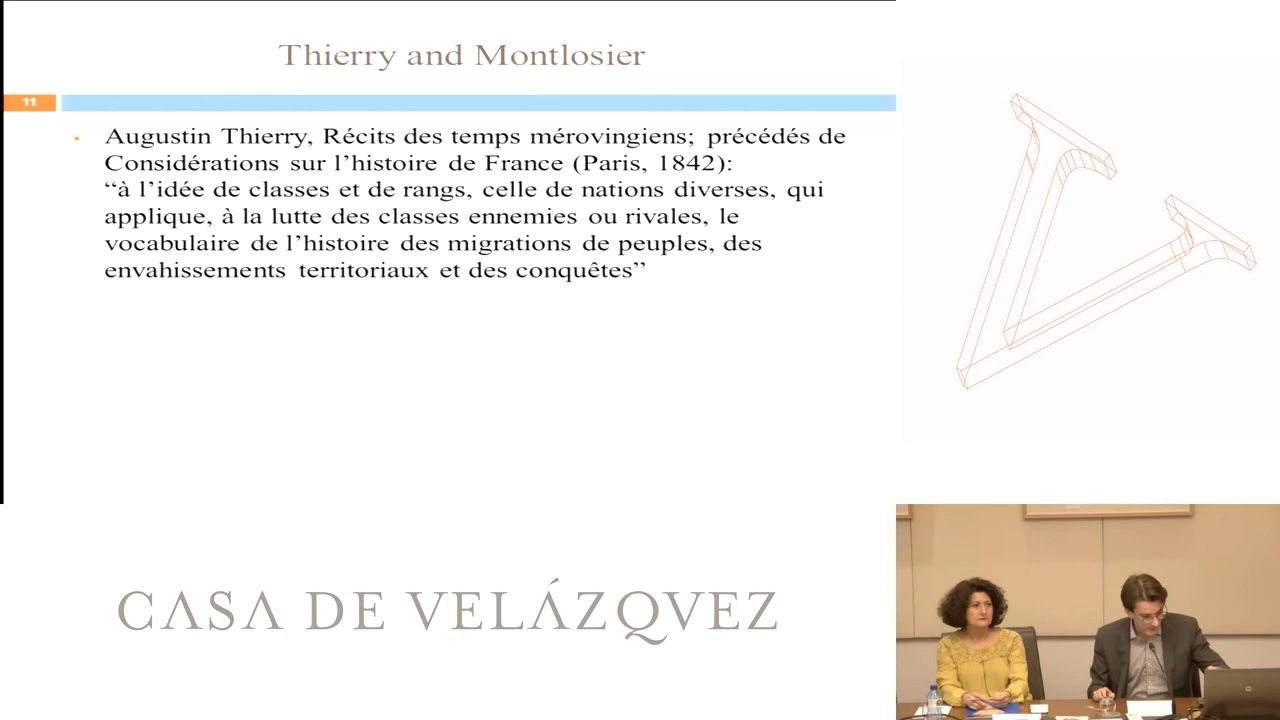 Thierry and Montlosier
11
Augustin Thierry, Récits des temps mérovingiens; précédés de
Considérations sur l’histoire de France (Paris, 1842):
“à l’idée de classes et de rangs, celle de nations diverses, qui
applique, à la lutte des classes ennemies ou rivales, le
vocabulaire de l’histoire des migrations de peuples, des
envahissements territoriaux et des conquêtes”
CASA DE VELÁZQVEZ